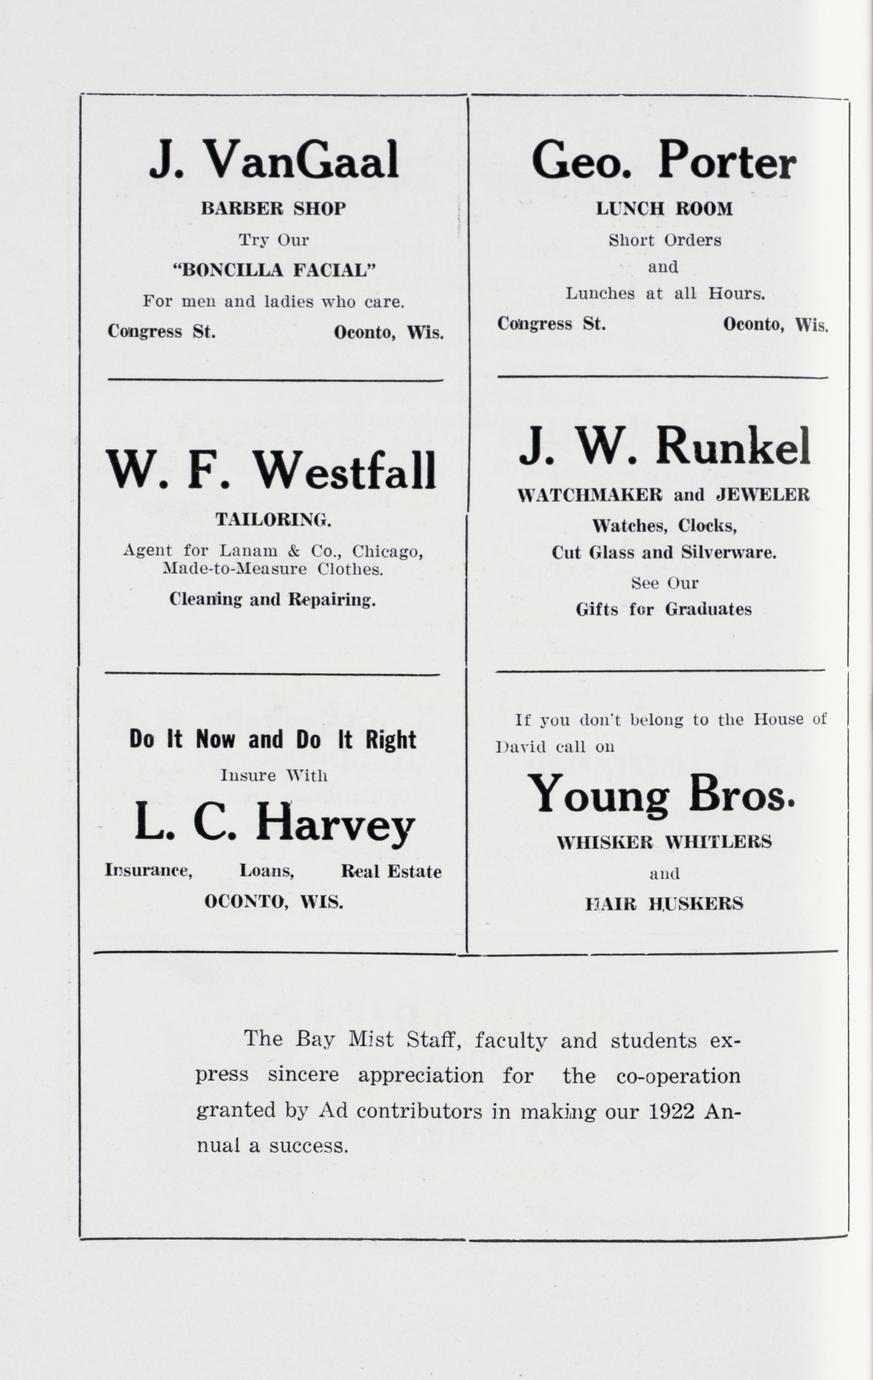 J. VanGaal
BARBER SHOP
Try Our
“BONCILLA FACIAL”
For men and ladies who care.
Congress St. Oconto, Wis.
W. F. Westfall
TAILORING.
Agent for Lanam & Co., Chicago,
Made-to-Measure Clothes.
Cleaning and Repairing.
Do It Now and Do It Right
Insure With
L. C. Harvey
Insurance, Loans, Real Estate
OCONTO, WIS.
Geo. Porter
LUNCH ROOM
Short Orders
and
Lunches at all Hours.
Congress St. Oconto, Wis.
J. W. Runkel
WATCHMAKER and JEWELER
Watches, Clocks,
Cut Glass and Silverware.
See Our
Gifts for Graduates
If you don't belong to the House of
David call on
Young Bros.
WHISKER WHITLERS
and
HAIR HUSKERS
The Bay Mist Staff, faculty and students ex-
press sincere appreciation for the co-operation
granted by Ad contributors in making our 1922 An-
nual a success.